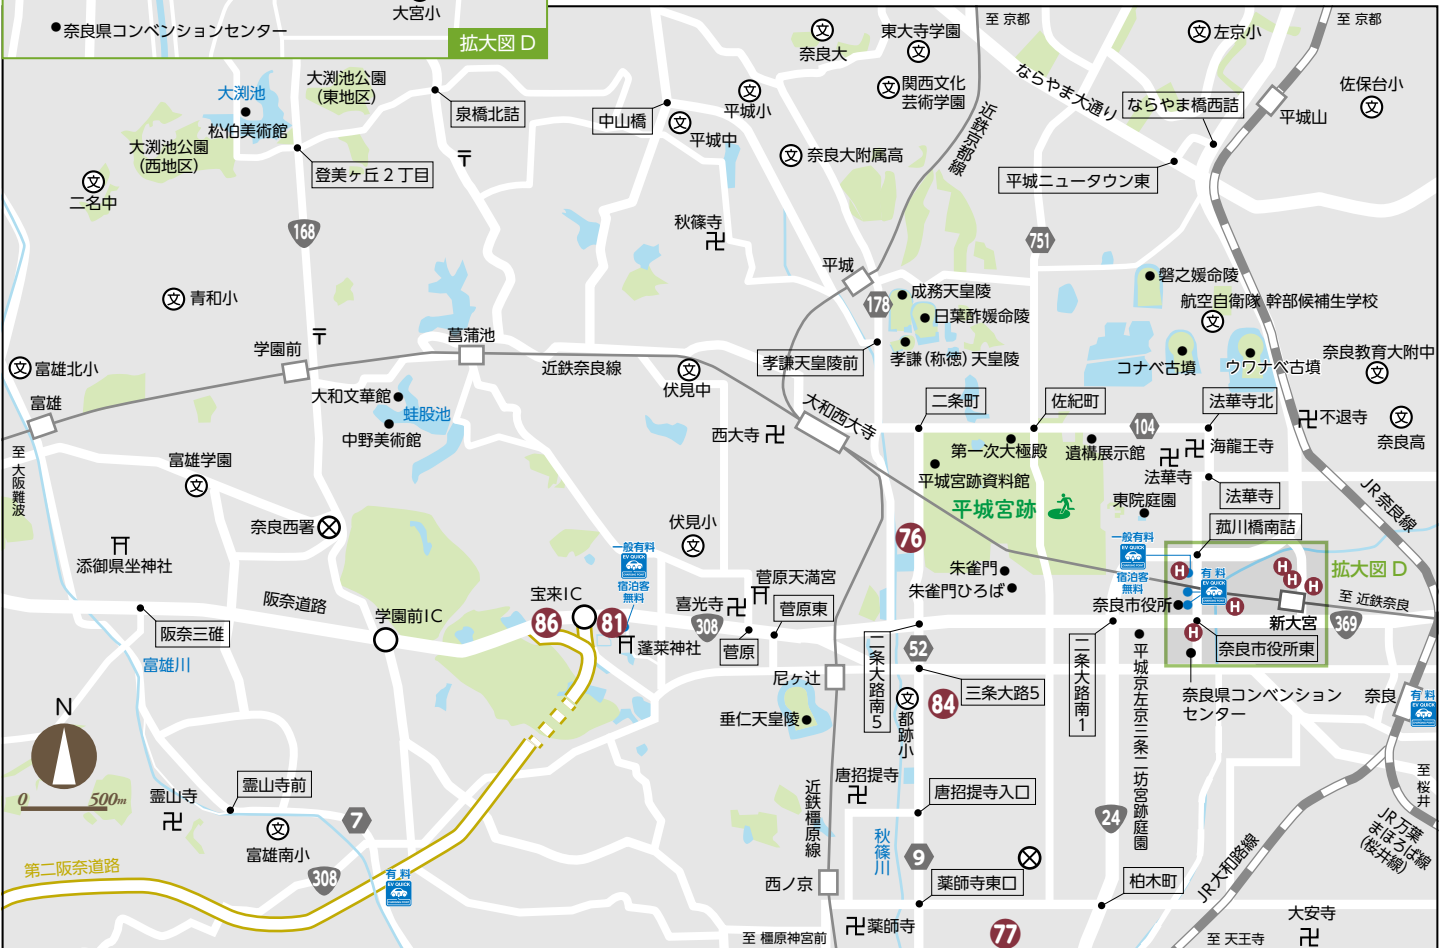 大宮小
奈良県コンベンションセンター
拡大図 D
至 京都
至 京都
奈良大
東大寺学園
左京小
関西文化
芸術学園
ならやま大通り
ならやま橋西詰
佐保台小
平城山
大渕池
大渕池公園
(東地区)
松伯美術館
大渕池公園
(西地区)
泉橋北詰
中山橋
平城小
平城中
奈良大附属高
近鉄京都線
平城ニュータウン東
登美ヶ丘２丁目
二名中
168
秋篠寺
751
平城
178
成務天皇陵
日葉酢媛命陵
孝謙(称徳)天皇陵
孝謙天皇陵前
磐之媛命陵
航空自衛隊 幹部候補生学校
コナベ古墳
ウワナベ古墳
奈良教育大附中
青和小
学園前
菖蒲池
近鉄奈良線
伏見中
富雄北小
富雄
大和文華館
蛙股池
中野美術館
大和西大寺
西大寺
二条町
佐紀町
104
法華寺北
不退寺
奈良高
海龍王寺
法華寺
法華寺
第一次大極殿
遺構展示館
平城宮跡資料館
平城宮跡
東院庭園
至 大阪難波
富雄学園
奈良西署
添御県坐神社
伏見小
76
菰川橋南詰
JR奈良線
一般有料
EV QUICK
宿泊客
無料
一般有料
EV QUICK
宿泊客
無料
有料
EV QUICK
H
H
H
H
H
H
拡大図 D
朱雀門
朱雀門ひろば
奈良市役所
至 近鉄奈良
新大宮
369
奈良市役所東
阪奈道路
阪奈三碓
学園前IC
宝来IC
86
81
喜光寺
菅原天満宮
菅原東
308
菅原
蓬莱神社
富雄川
尼ヶ辻
二条大路南5
52
三条大路5
84
都跡小
二条大路南1
平城京左京三条二坊宮跡庭園
奈良県コンベンション
センター
奈良
有料
EV QUICK
垂仁天皇陵
N
0
500m
霊山寺
霊山寺前
富雄南小
7
308
第二阪奈道路
有料
EV QUICK
近鉄橿原線
唐招提寺
唐招提寺入口
秋篠川
24
9
薬師寺東口
西ノ京
薬師寺
柏木町
77
至 橿原神宮前
JR大和路線
至 桜井
JR万葉
まほろば線
(桜井線)
大安寺
至 天王寺